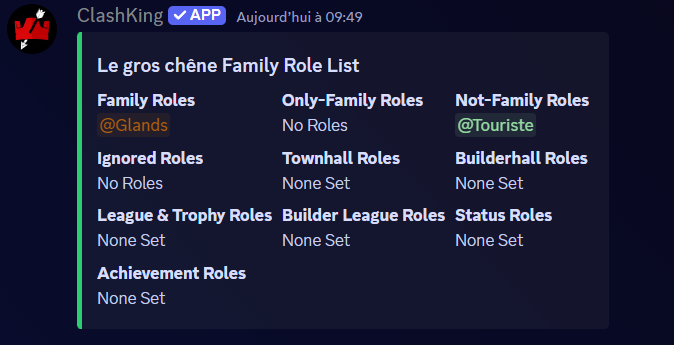 ClashKing ✓ APP Aujourd'hui à 09:49
Le gros chêne Family Role List
Family Roles Only-Family Roles Not-Family Roles
@Glands No Roles @Touriste
Ignored Roles Townhall Roles Builderhall Roles
No Roles None Set None Set
League & Trophy Roles Builder League Roles Status Roles
None Set None Set None Set
Achievement Roles
None Set